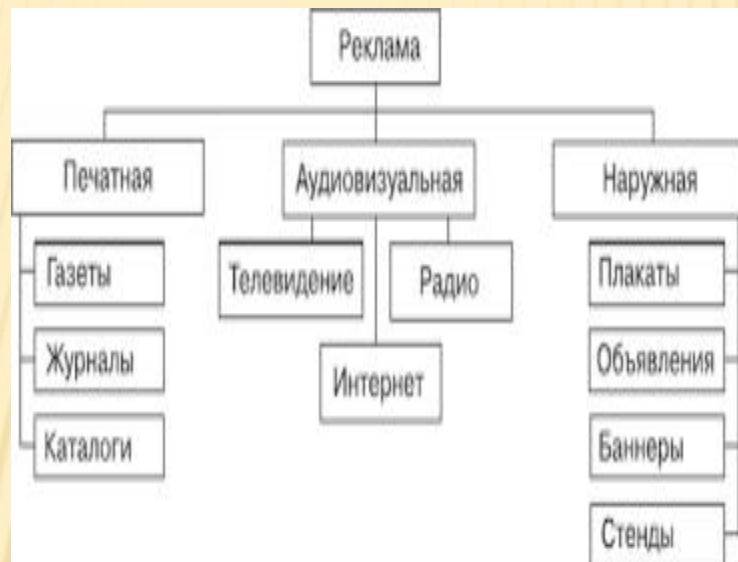 Реклама
Печатная
Аудиовизуальная
Наружная
Газеты
Журналы
Каталоги
Телевидение
Радио
Интернет
Плакаты
Объявления
Баннеры
Стенды